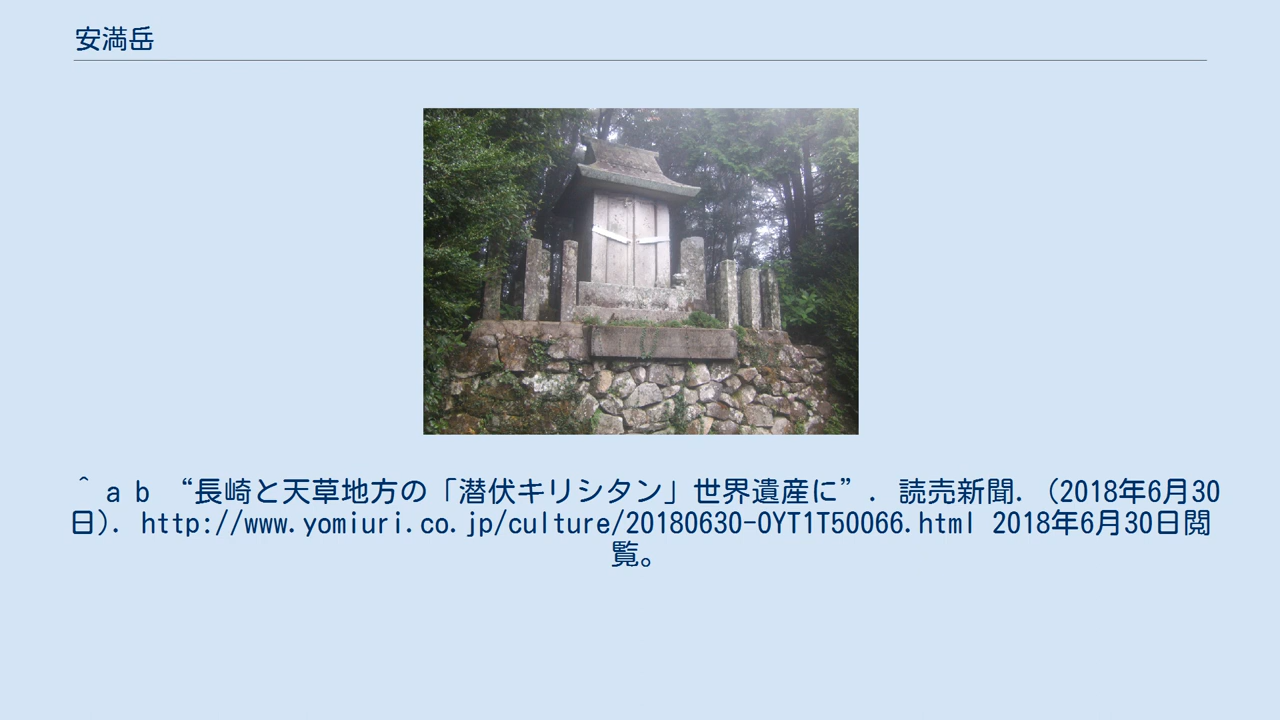 安満岳
^ a b “長崎と天草地方の「潜伏キリシタン」世界遺産に”. 読売新聞. (2018年6月30
日). http://www.yomiuri.co.jp/culture/20180630-OYT1T50066.html 2018年6月30日閲
覧。